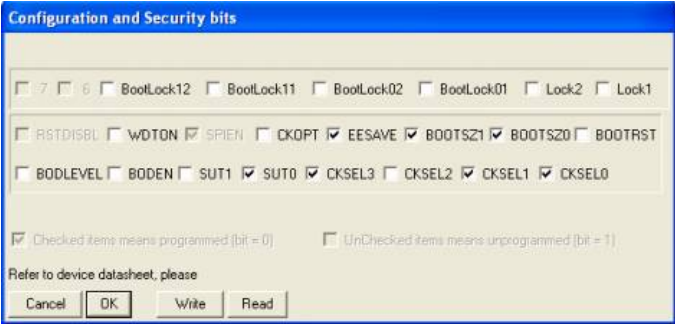 Configuration and Security bits
7 6 BootLock12 BootLock11 BootLock02 BootLock01 Lock2 Lock1
RSTDISBL WDTON SPIEN CKOPT EESAVE BOOTSZ1 BOOTSZ0 BOOTRST
BODLEVEL BODEN SUT1 SUT0 CKSEL3 CKSEL2 CKSEL1 CKSEL0
Checked items means programmed (bit = 0) UnChecked items means unprogrammed (bit = 1)
Refer to device datasheet, please
Cancel OK Write Read